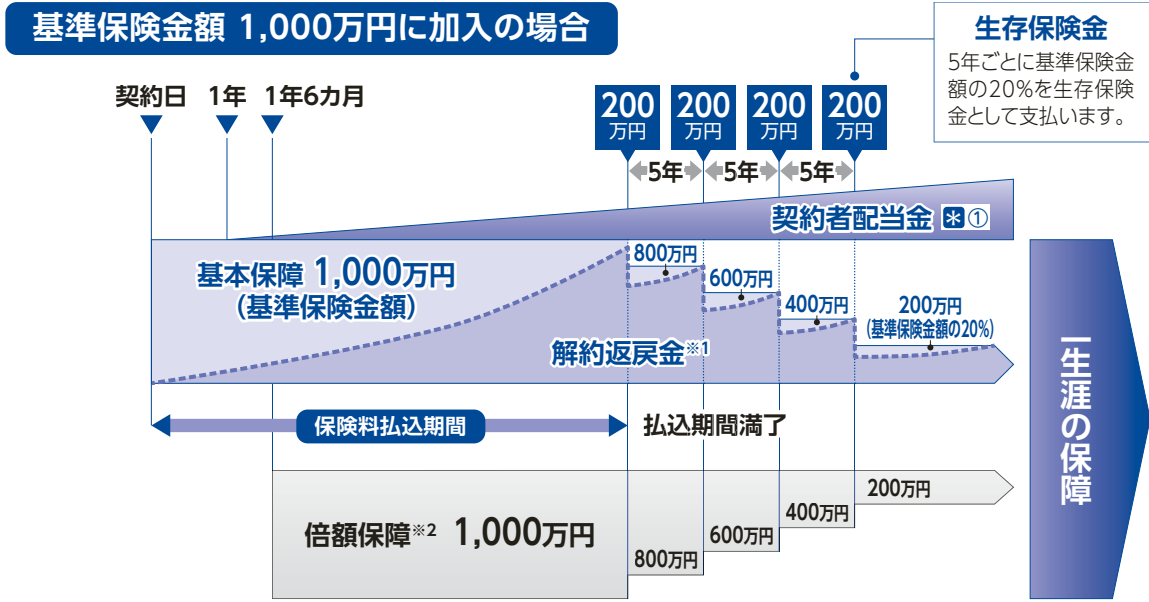 基準保険金額 1,000万円に加入の場合
生存保険金
5年ごとに基準保険金
額の20%を生存保険
金として支払います。
契約日 1年 1年6カ月
200 200 200 200
万円 万円 万円 万円
5年 5年 5年
契約者配当金 *①
基本保障 1,000万円
(基準保険金額)
800万円
600万円
400万円
200万円
(基準保険金額の20%)
解約返戻金※1
保険料払込期間
払込期間満了
倍額保障※2 1,000万円
800万円
600万円
400万円
200万円
一生涯の保障